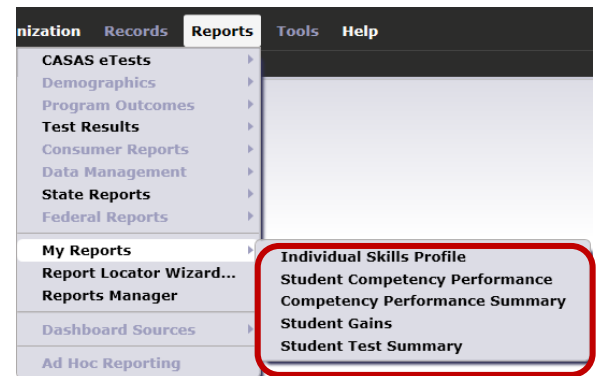 nization Records Reports Tools Help
CASAS eTests
Demographics
Program Outcomes
Test Results
Consumer Reports
Data Management
State Reports
Federal Reports
My Reports
Report Locator Wizard...
Reports Manager
Dashboard Sources
Ad Hoc Reporting
Individual Skills Profile
Student Competency Performance
Competency Performance Summary
Student Gains
Student Test Summary